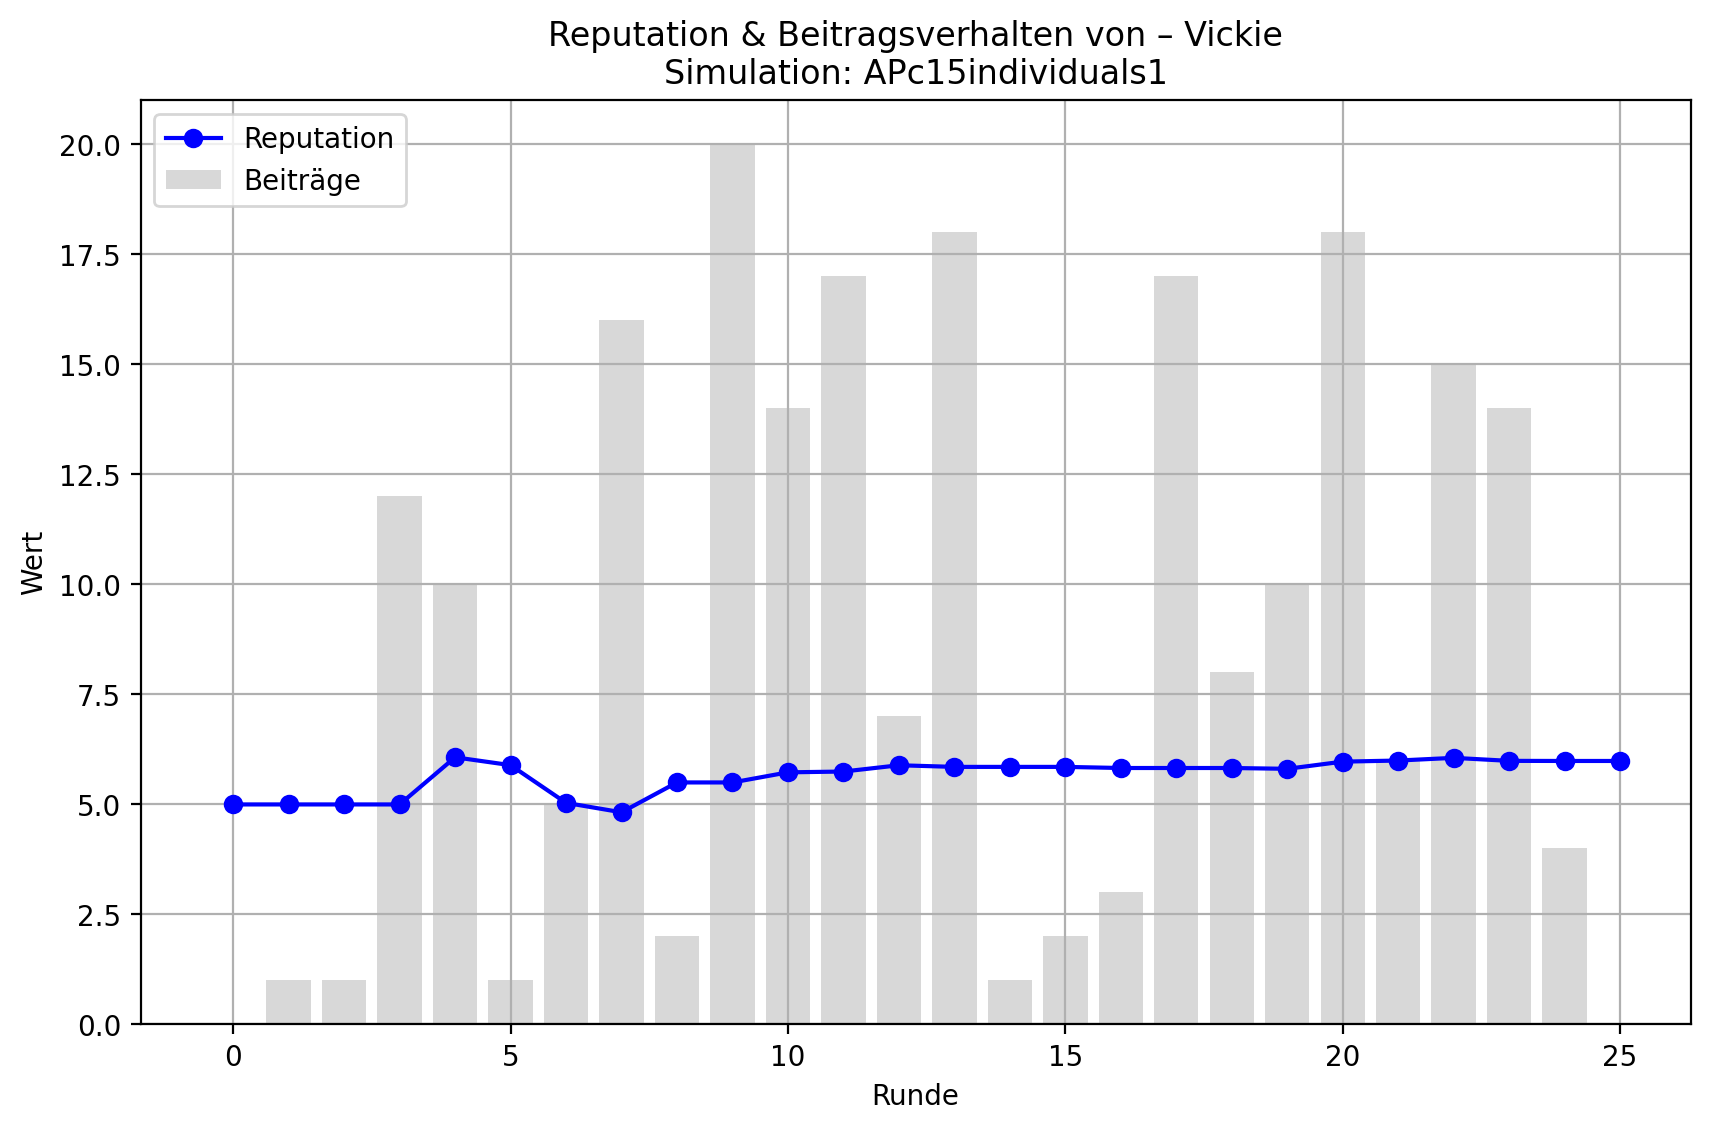 Reputation & Beitragsverhalten von – Vickie
Simulation: APc15individuals1
Reputation
Beiträge
20.0
17.5
15.0
12.5
10.0
7.5
5.0
2.5
0.0
Wert
0 5 10 15 20 25
Runde